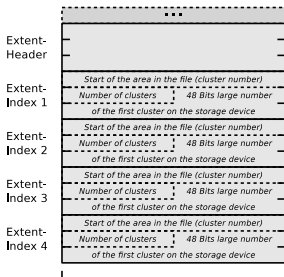 ...
Extent-
Header
Extent-
Index 1
Start of the area in the file (cluster number)
Number of clusters 48 Bits large number
of the first cluster on the storage device
Extent-
Index 2
Start of the area in the file (cluster number)
Number of clusters 48 Bits large number
of the first cluster on the storage device
Extent-
Index 3
Start of the area in the file (cluster number)
Number of clusters 48 Bits large number
of the first cluster on the storage device
Extent-
Index 4
Start of the area in the file (cluster number)
Number of clusters 48 Bits large number
of the first cluster on the storage device